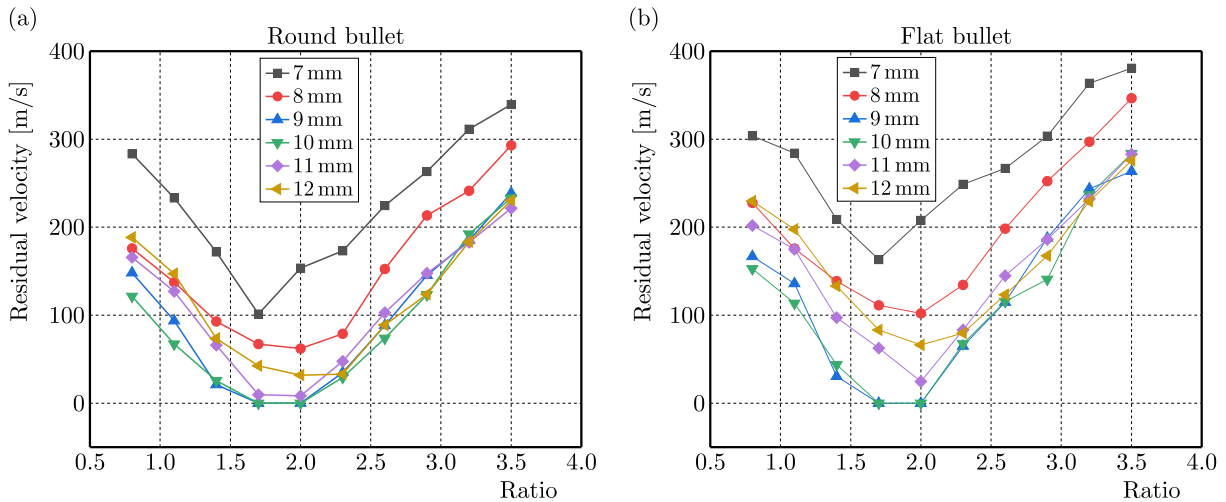 (a)
Round bullet
Residual velocity [m/s]
400
300
200
100
0
7 mm
8 mm
9 mm
10 mm
11 mm
12 mm
0.5 1.0 1.5 2.0 2.5 3.0 3.5 4.0
Ratio
(b)
Flat bullet
Residual velocity [m/s]
400
300
200
100
0
7 mm
8 mm
9 mm
10 mm
11 mm
12 mm
0.5 1.0 1.5 2.0 2.5 3.0 3.5 4.0
Ratio